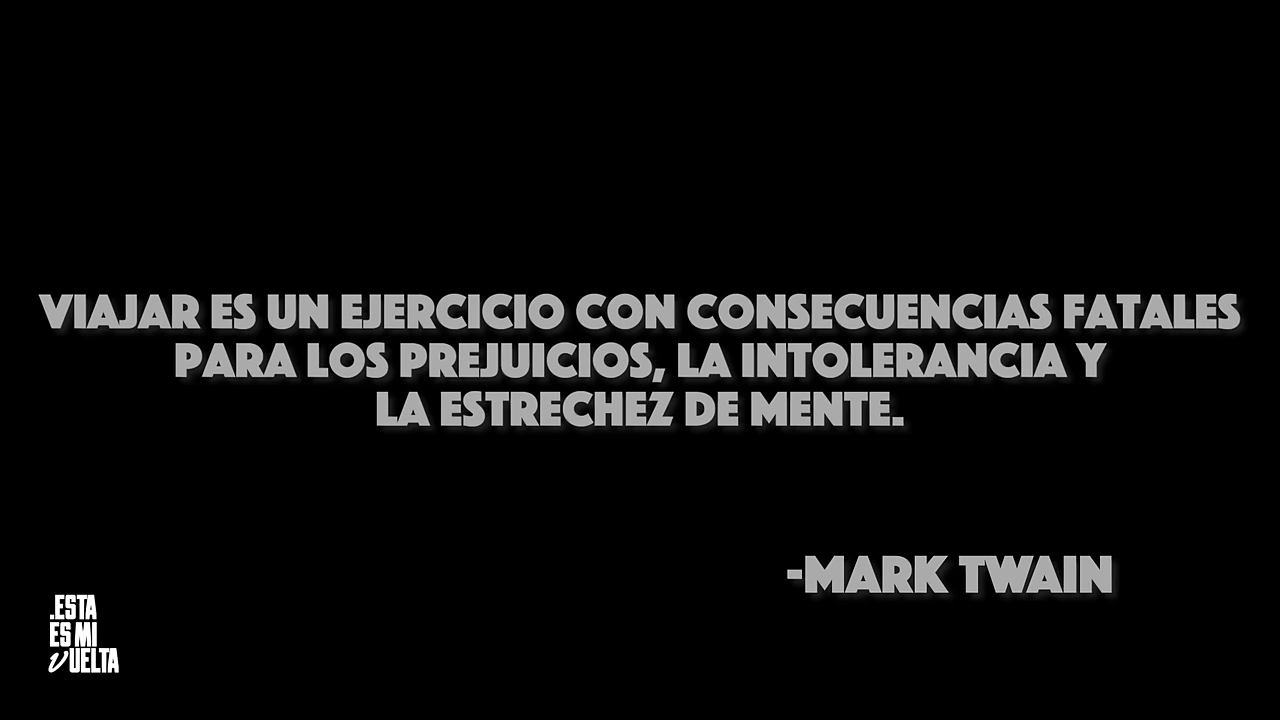 VIAJAR ES UN EJERCICIO CON CONSECUENCIAS FATALES
PARA LOS PREJUICIOS, LA INTOLERANCIA Y
LA ESTRECHEZ DE MENTE.
-MARK TWAIN
.ESTA
ES MI
VUELTA